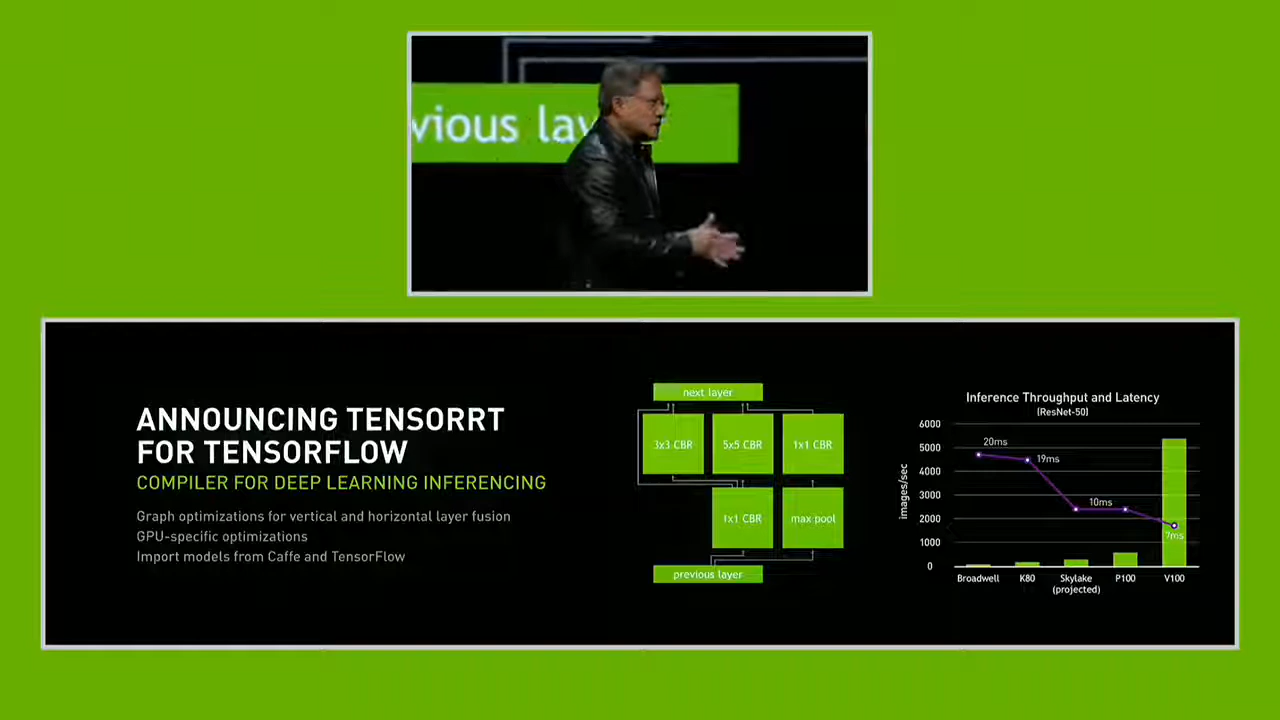 vious lay
ANNOUNCING TENSORRT
FOR TENSORFLOW
COMPILER FOR DEEP LEARNING INFERENCING
Graph optimizations for vertical and horizontal layer fusion
GPU-specific optimizations
Import models from Caffe and TensorFlow
next layer
3x3 CBR
5x5 CBR
1x1 CBR
1x1 CBR
max pool
previous layer
Inference Throughput and Latency
(ResNet-50)
images/sec
6000
5000
4000
3000
2000
1000
0
20ms
19ms
10ms
7ms
Broadwell
K80
Skylake
(projected)
P100
V100